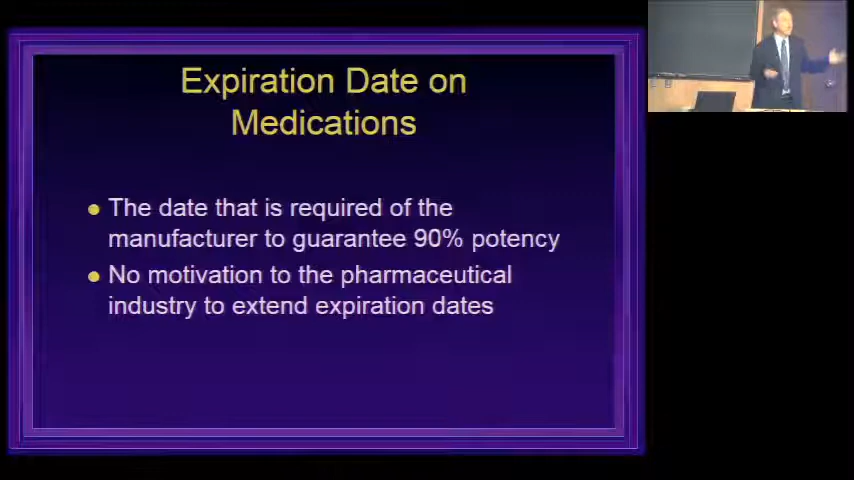 Expiration Date on
Medications
The date that is required of the
manufacturer to guarantee 90% potency
No motivation to the pharmaceutical
industry to extend expiration dates